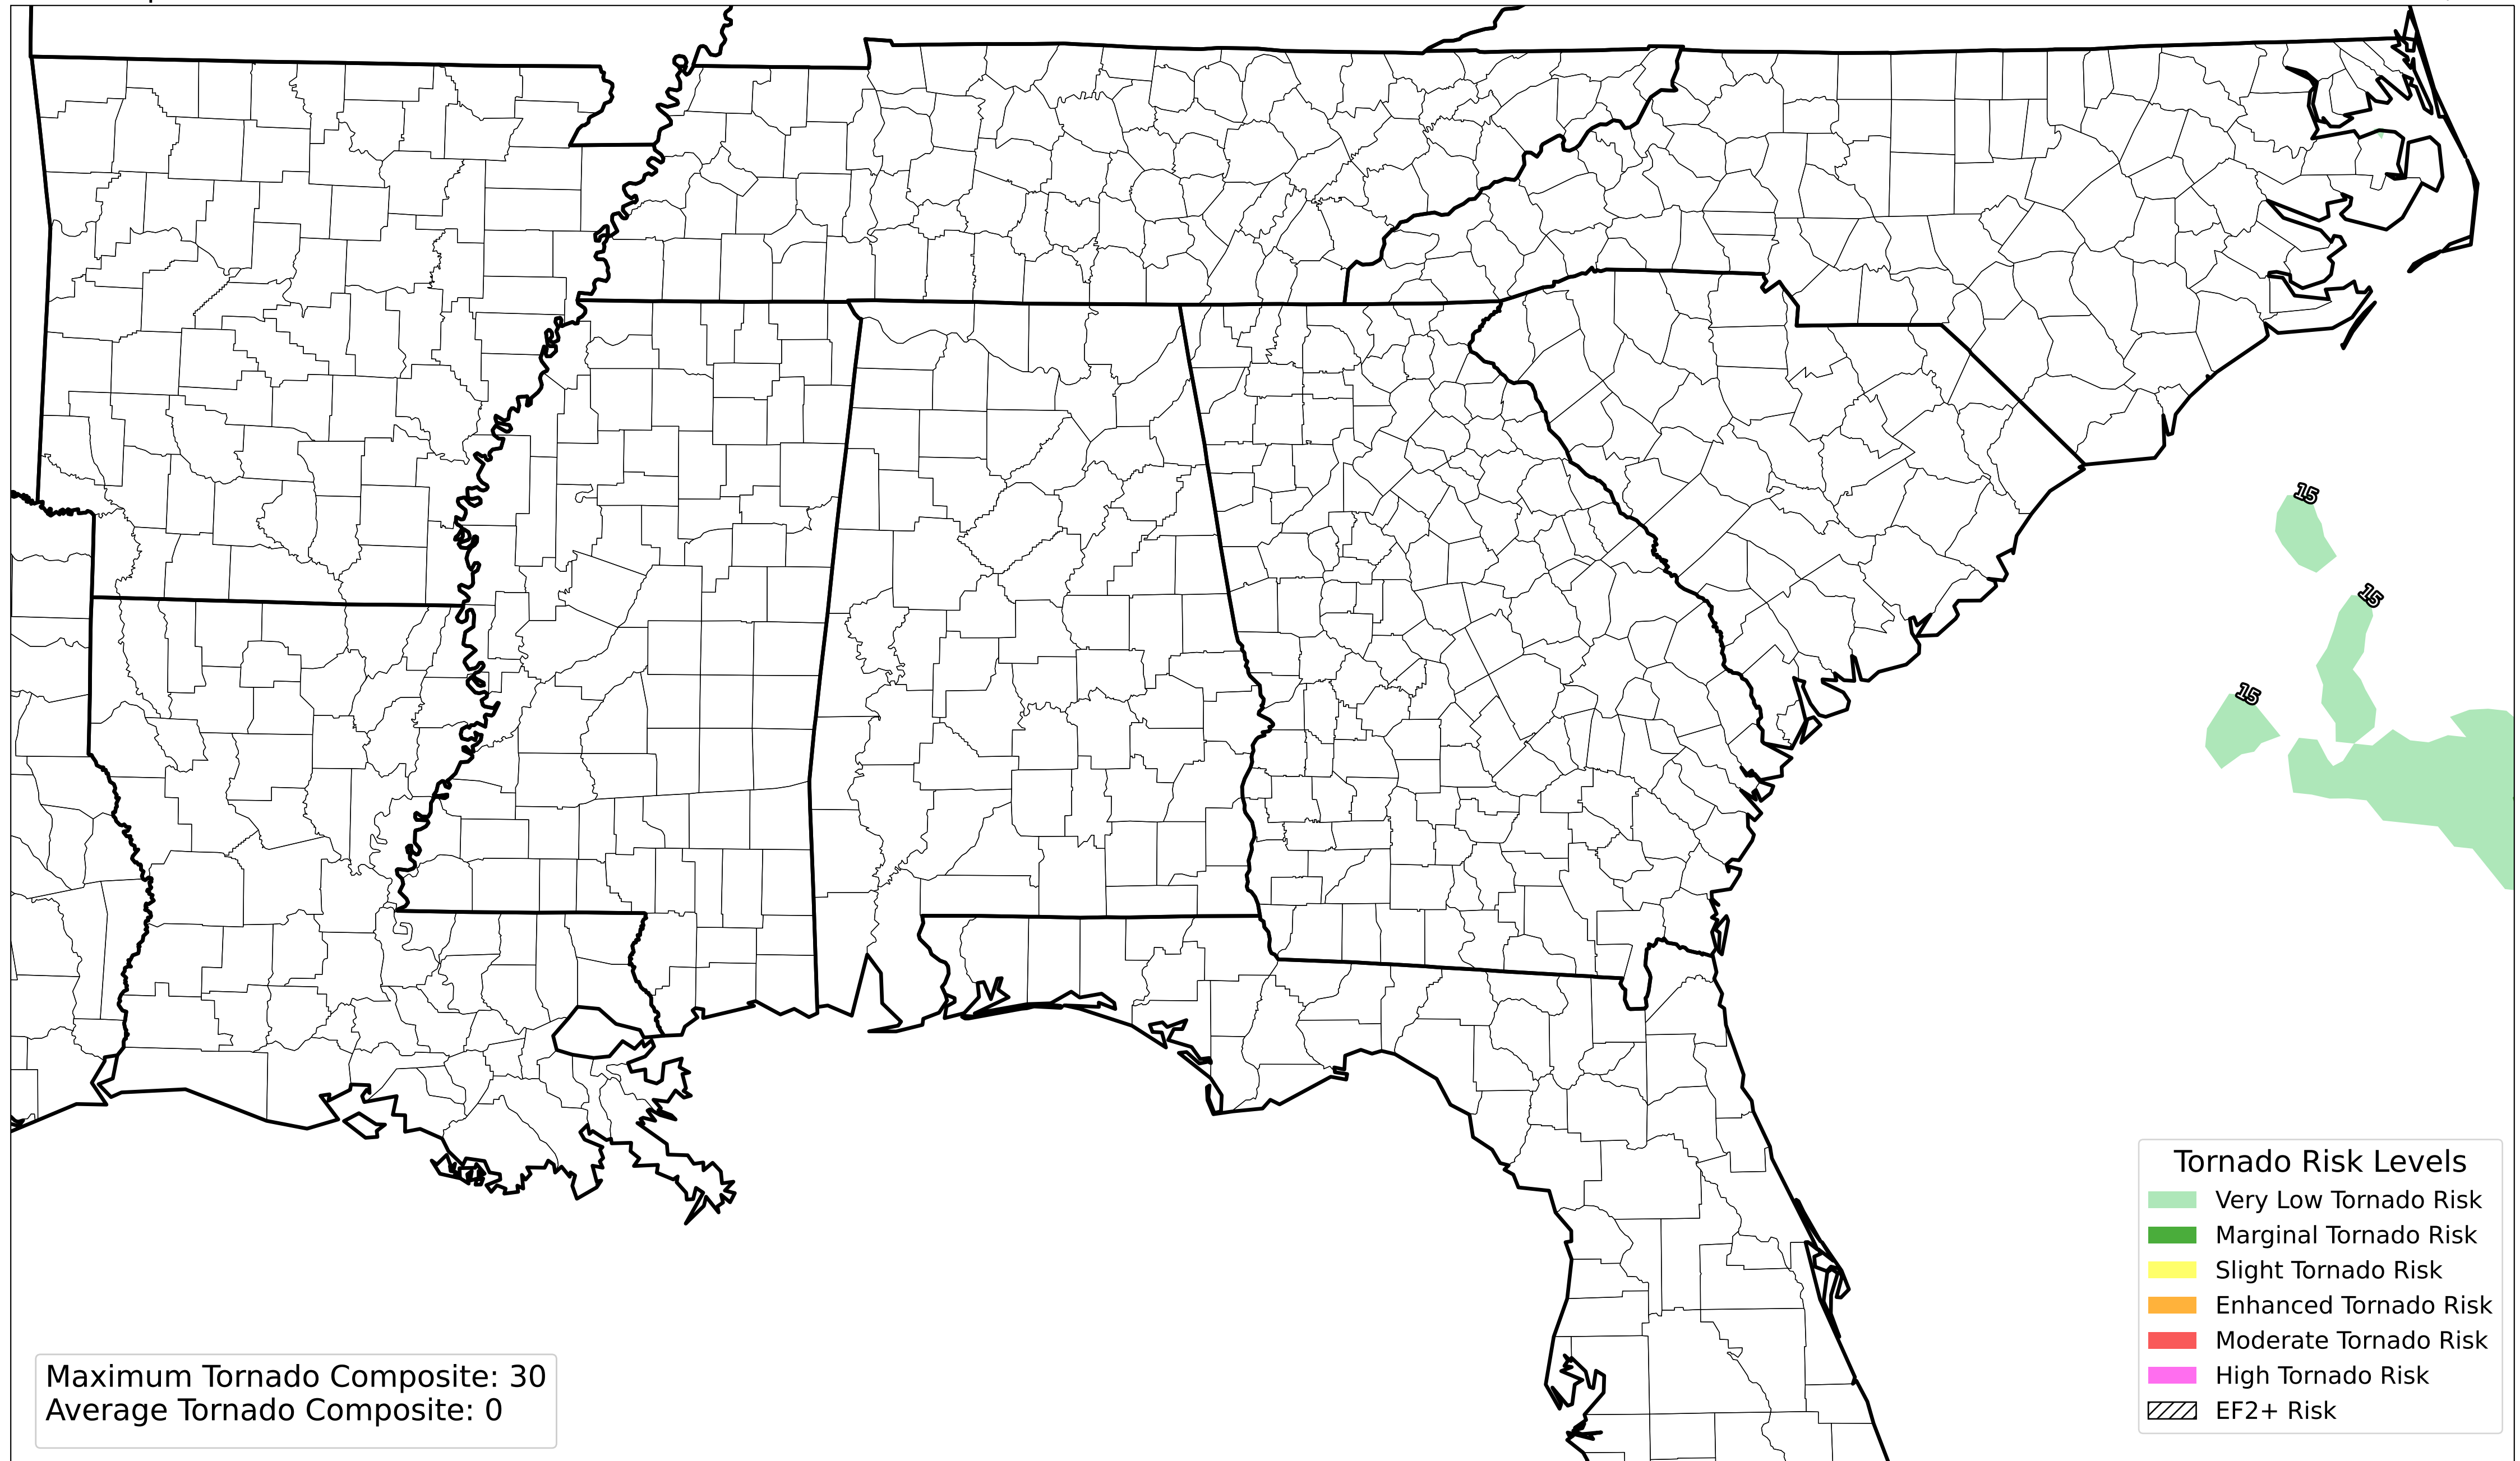 15
15
15
Tornado Risk Levels
Very Low Tornado Risk
Marginal Tornado Risk
Slight Tornado Risk
Enhanced Tornado Risk
Moderate Tornado Risk
High Tornado Risk
EF2+ Risk
Maximum Tornado Composite: 30
Average Tornado Composite: 0